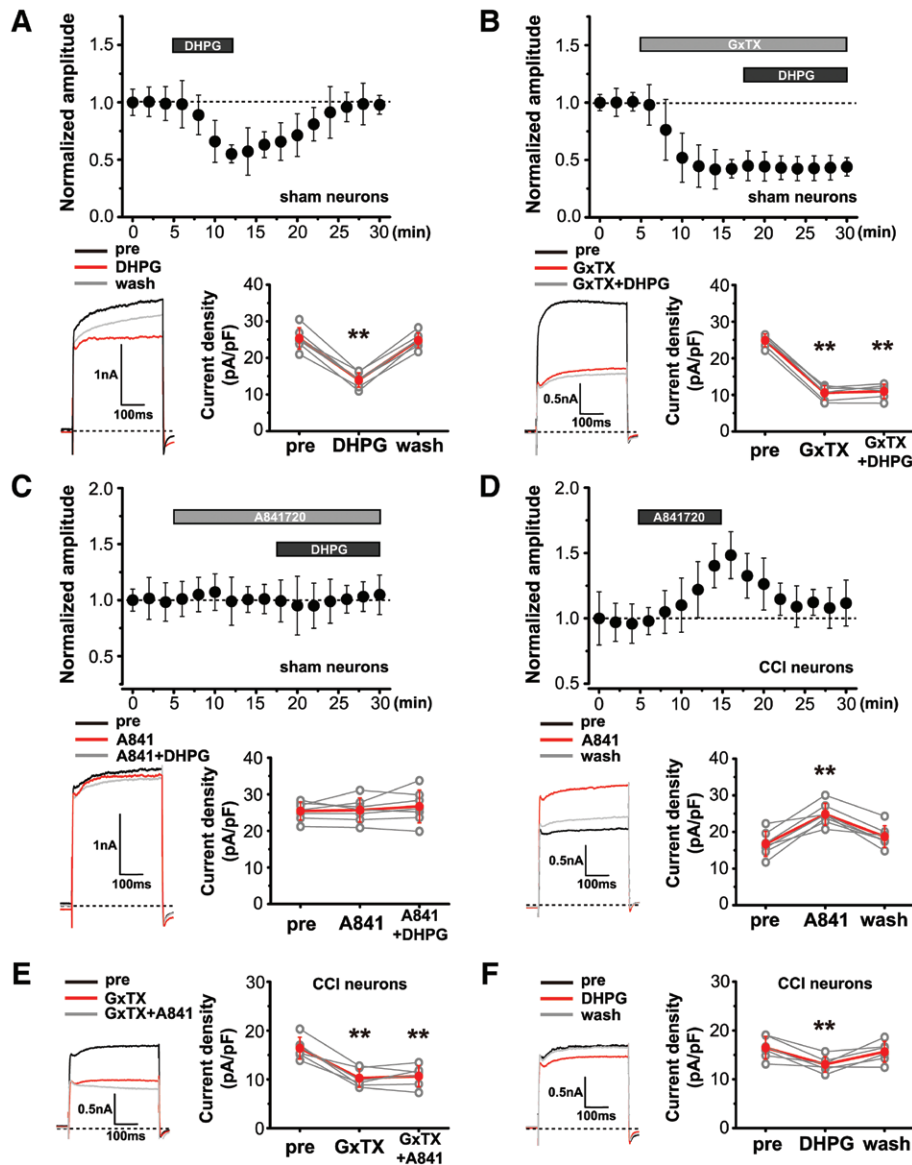 A
Normalized amplitude
1.5
1.0
0.5
0.0
DHPG
sham neurons
0 5 10 15 20 25 30 (min)
pre
DHPG
wash
1nA
100ms
Current density
(pA/pF)
40
30
20
10
0
**
pre DHPG wash
B
Normalized amplitude
1.5
1.0
0.5
0.0
GxTX
DHPG
sham neurons
0 5 10 15 20 25 30 (min)
pre
GxTX
GxTX+DHPG
0.5nA
100ms
Current density
(pA/pF)
40
30
20
10
0
** **
pre GxTX GxTX
+DHPG
C
Normalized amplitude
2.0
1.5
1.0
0.5
A841720
DHPG
sham neurons
0 5 10 15 20 25 30 (min)
pre
A841
A841+DHPG
1nA
100ms
Current density
(pA/pF)
40
30
20
10
0
pre A841 A841
+DHPG
D
Normalized amplitude
2.0
1.5
1.0
0.5
A841720
CCI neurons
0 5 10 15 20 25 30 (min)
pre
A841
wash
0.5nA
100ms
Current density
(pA/pF)
40
30
20
10
0
**
pre A841 wash
E
pre
GxTX
GxTX+A841
0.5nA
100ms
Current density
(pA/pF)
30
20
10
0
CCI neurons
** **
pre GxTX GxTX
+A841
F
pre
DHPG
wash
0.5nA
100ms
Current density
(pA/pF)
30
20
10
0
CCI neurons
**
pre DHPG wash